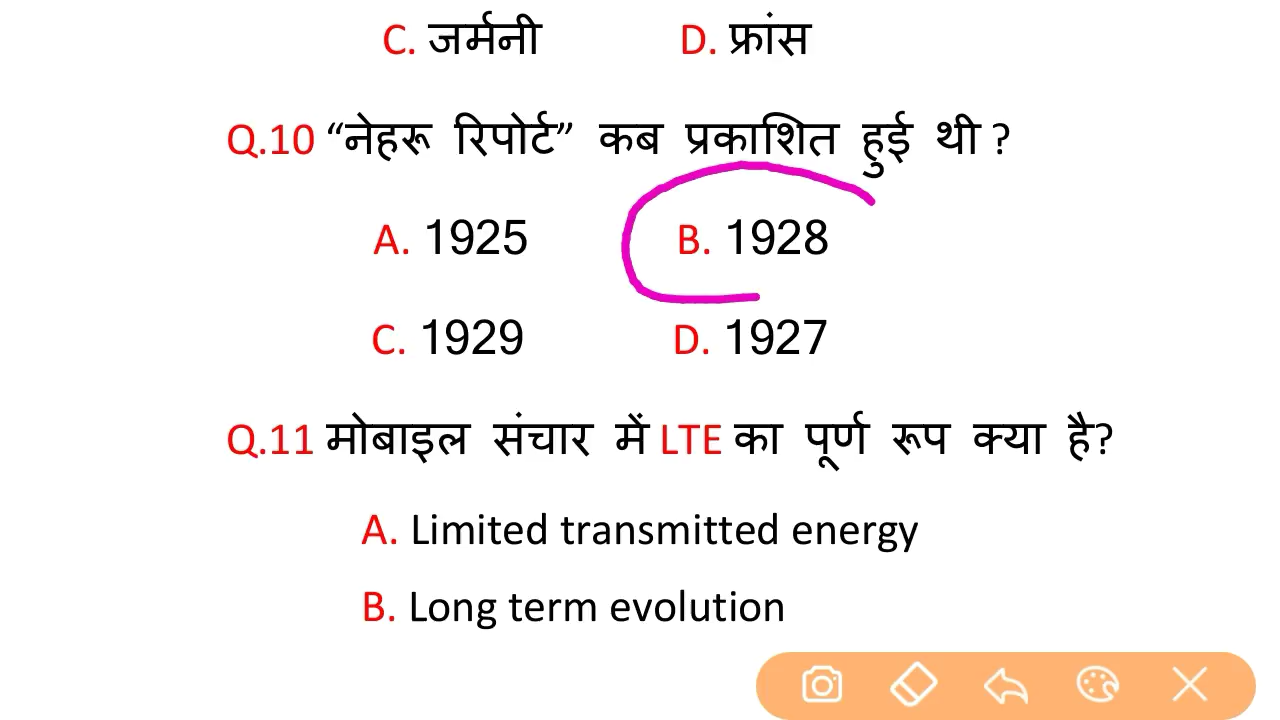 C. जर्मनी D. फ्रांस
Q.10 “नेहरू रिपोर्ट” कब प्रकाशित हुई थी ?
A. 1925 B. 1928
C. 1929 D. 1927
Q.11 मोबाइल संचार में LTE का पूर्ण रूप क्या है?
A. Limited transmitted energy
B. Long term evolution